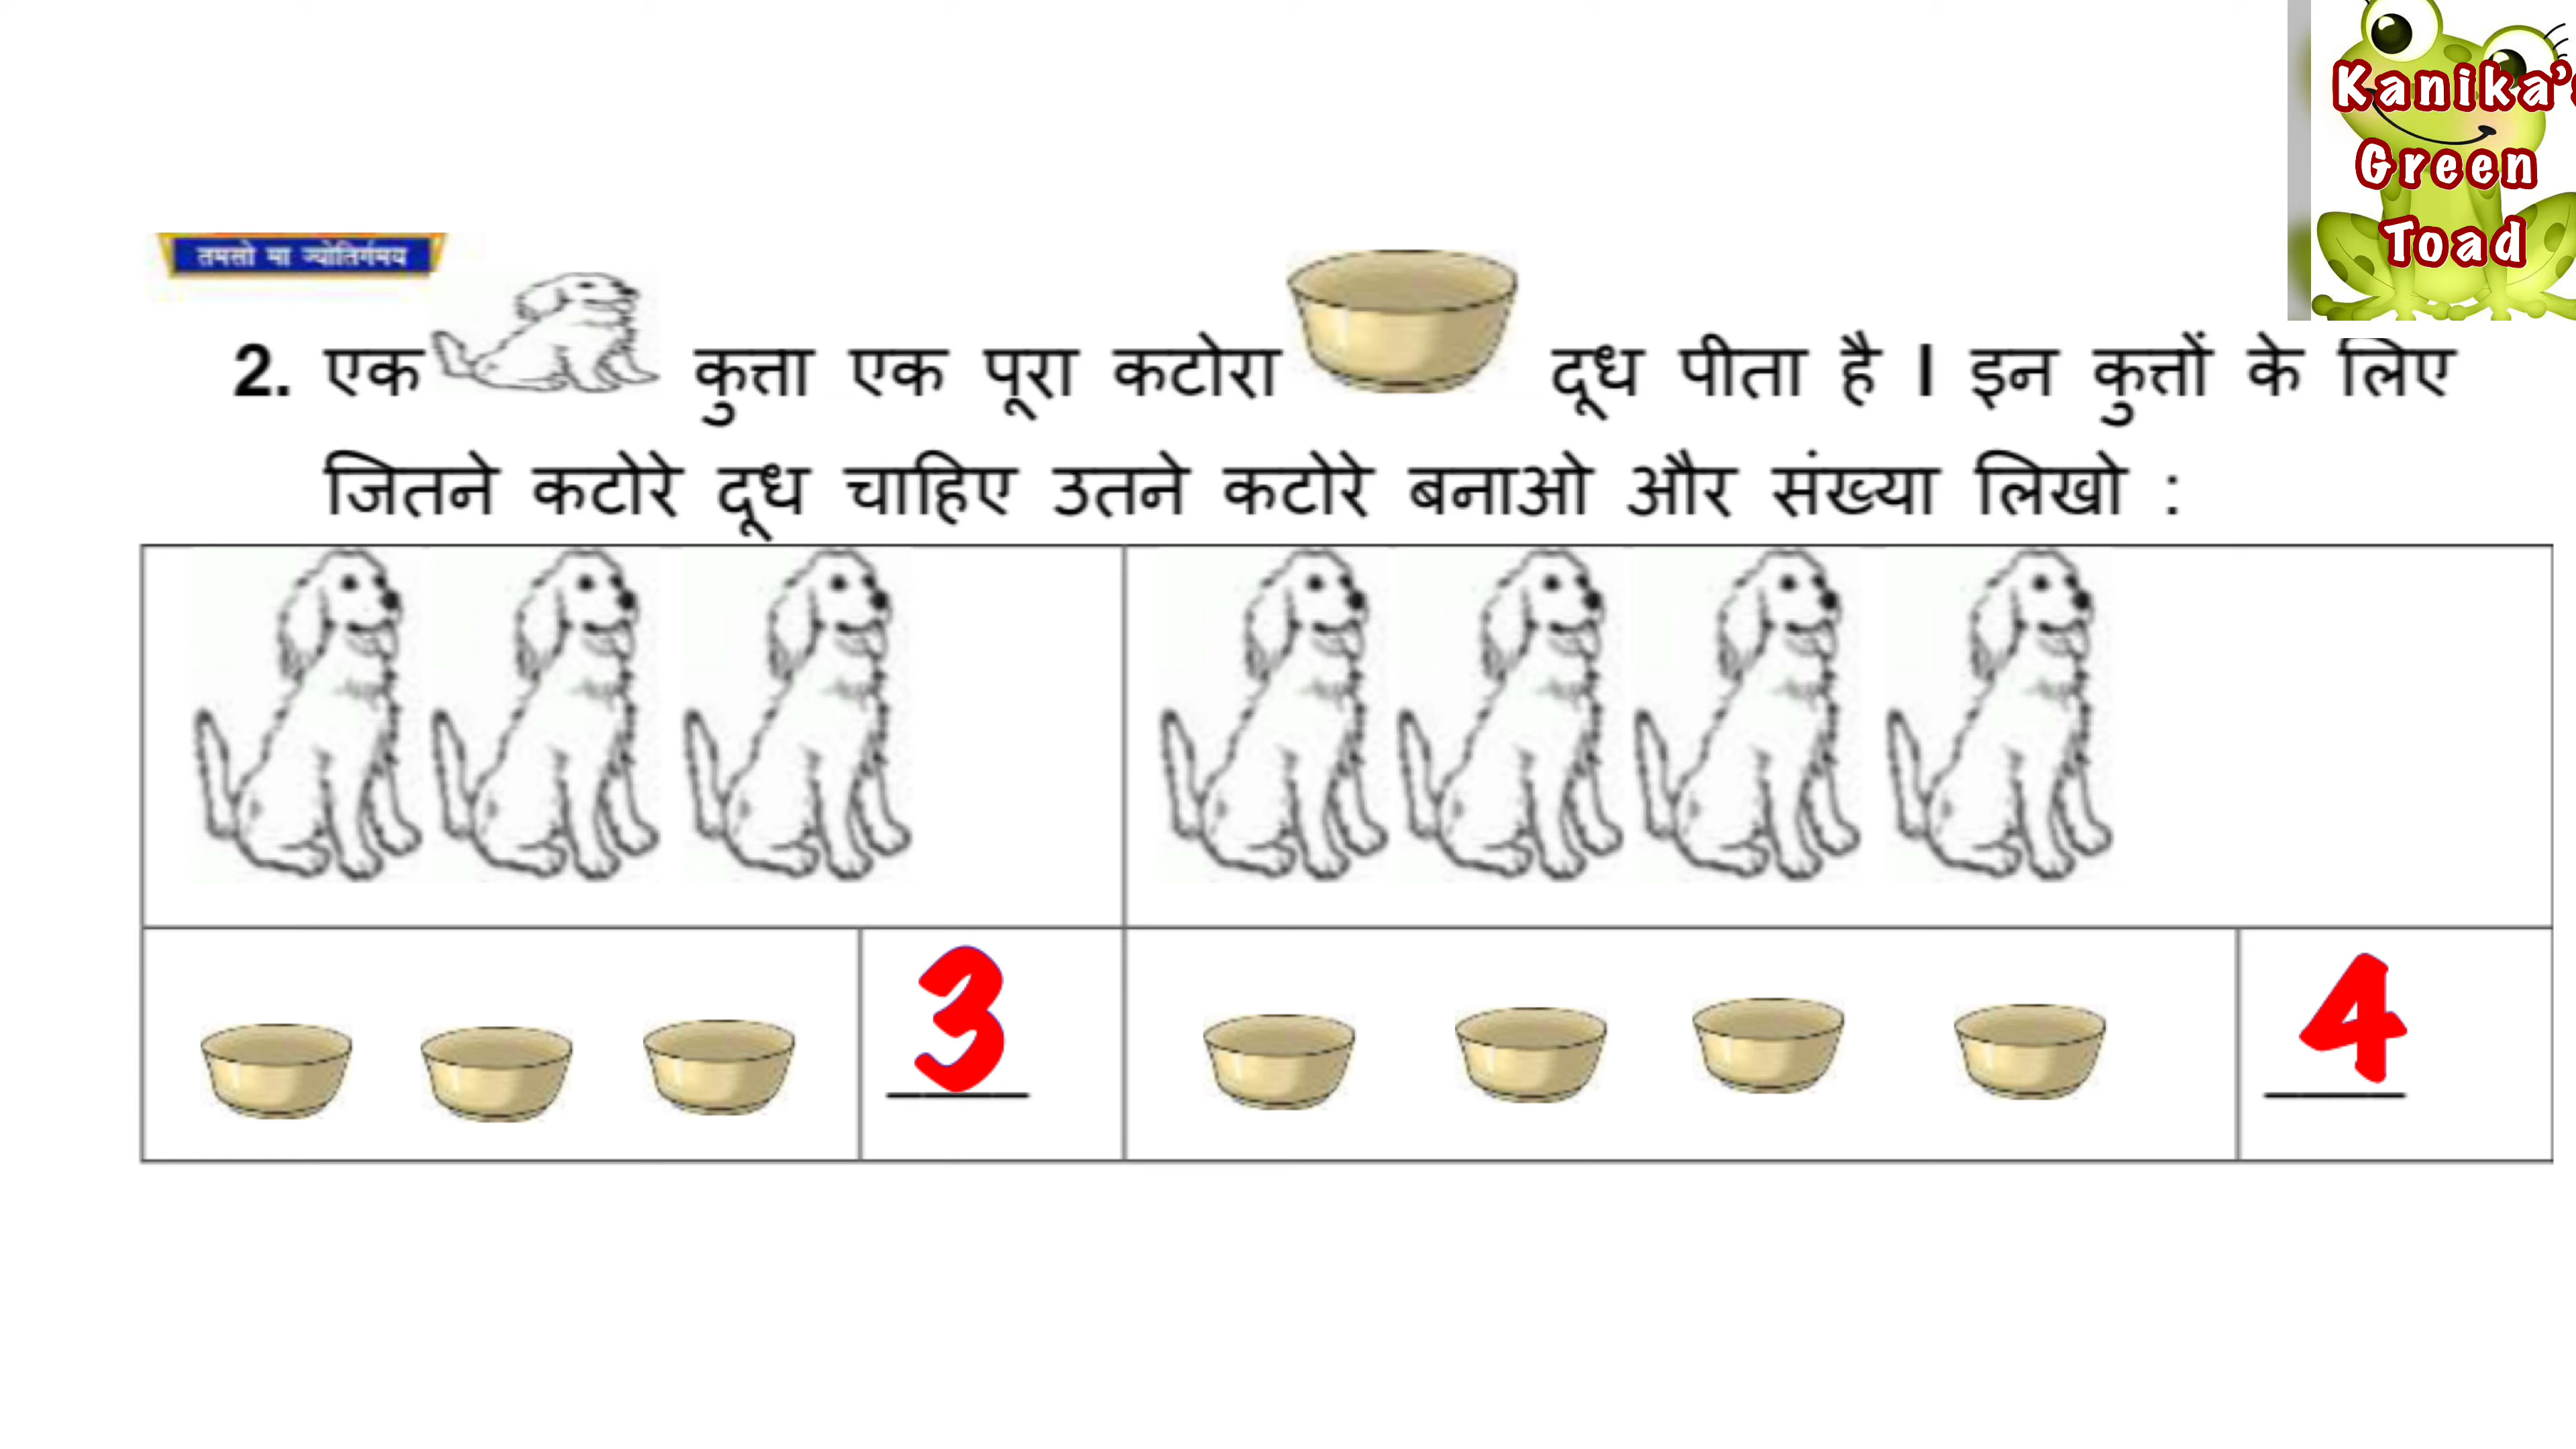 Kanika's
Green
Toad
तमसो मा ज्योतिर्गमय
2. एक कुत्ता एक पूरा कटोरा दूध पीता है । इन कुत्तों के लिए
जितने कटोरे दूध चाहिए उतने कटोरे बनाओ और संख्या लिखो :
3
4